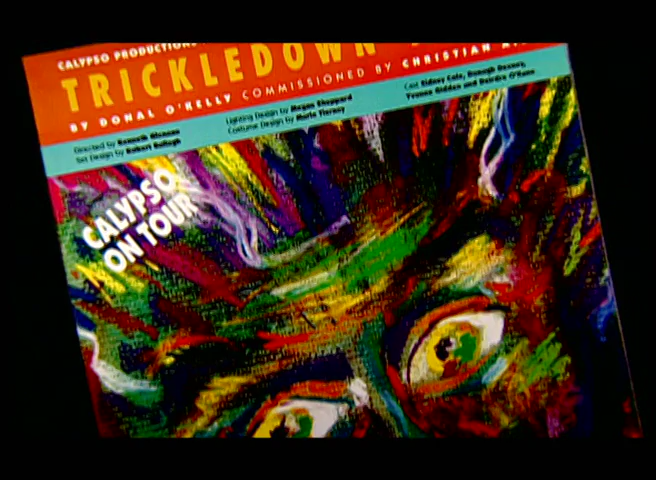 CALYPSO PRODUCTIONS
TRICKLEDOWN
BY DONAL O'KELLY COMMISSIONED BY CHRISTIAN
Directed by Kenneth Glenaan
Set Design by Robert Ballagh
Lighting Design by Megan Sheppard
Costume Design by Marie Tierney
Cast Sidney Cole, Donagh Deeney,
Yvonne Gidden and Deirdre O'Kane
CALYPSO
ON TOUR